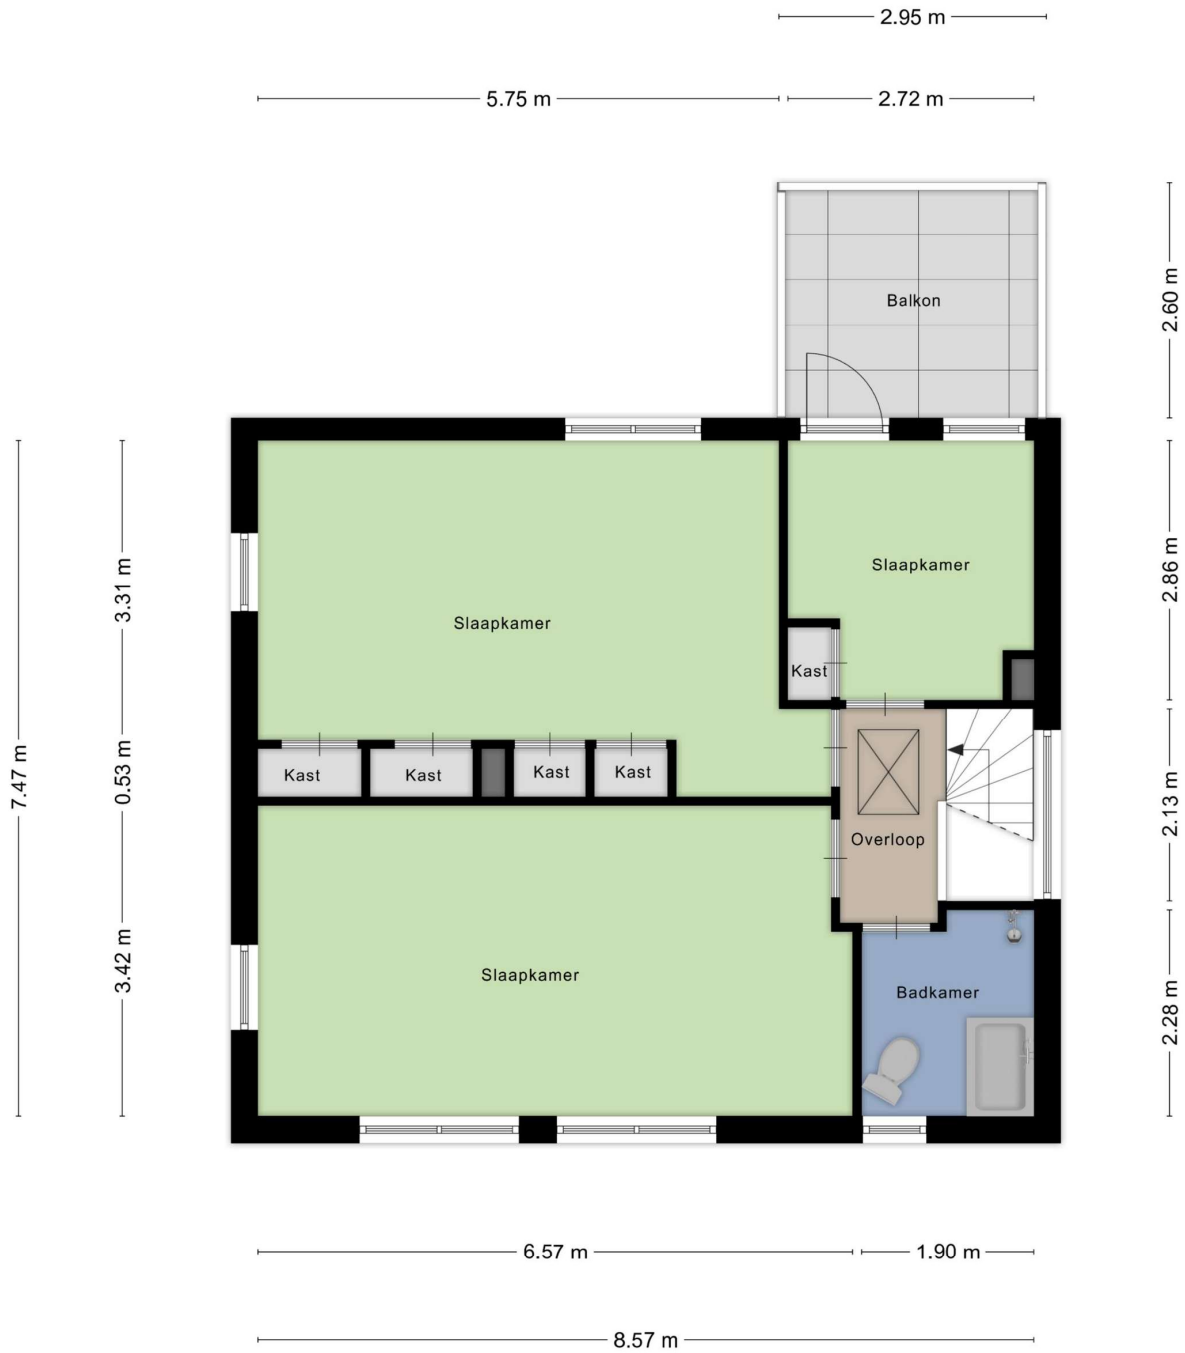 2.95 m
5.75 m
2.72 m
Balkon
2.60 m
Slaapkamer
Slaapkamer
2.86 m
3.31 m
Kast
Kast
Kast
Kast
Kast
7.47 m
0.53 m
2.13 m
Overloop
Slaapkamer
Badkamer
3.42 m
2.28 m
6.57 m
1.90 m
8.57 m